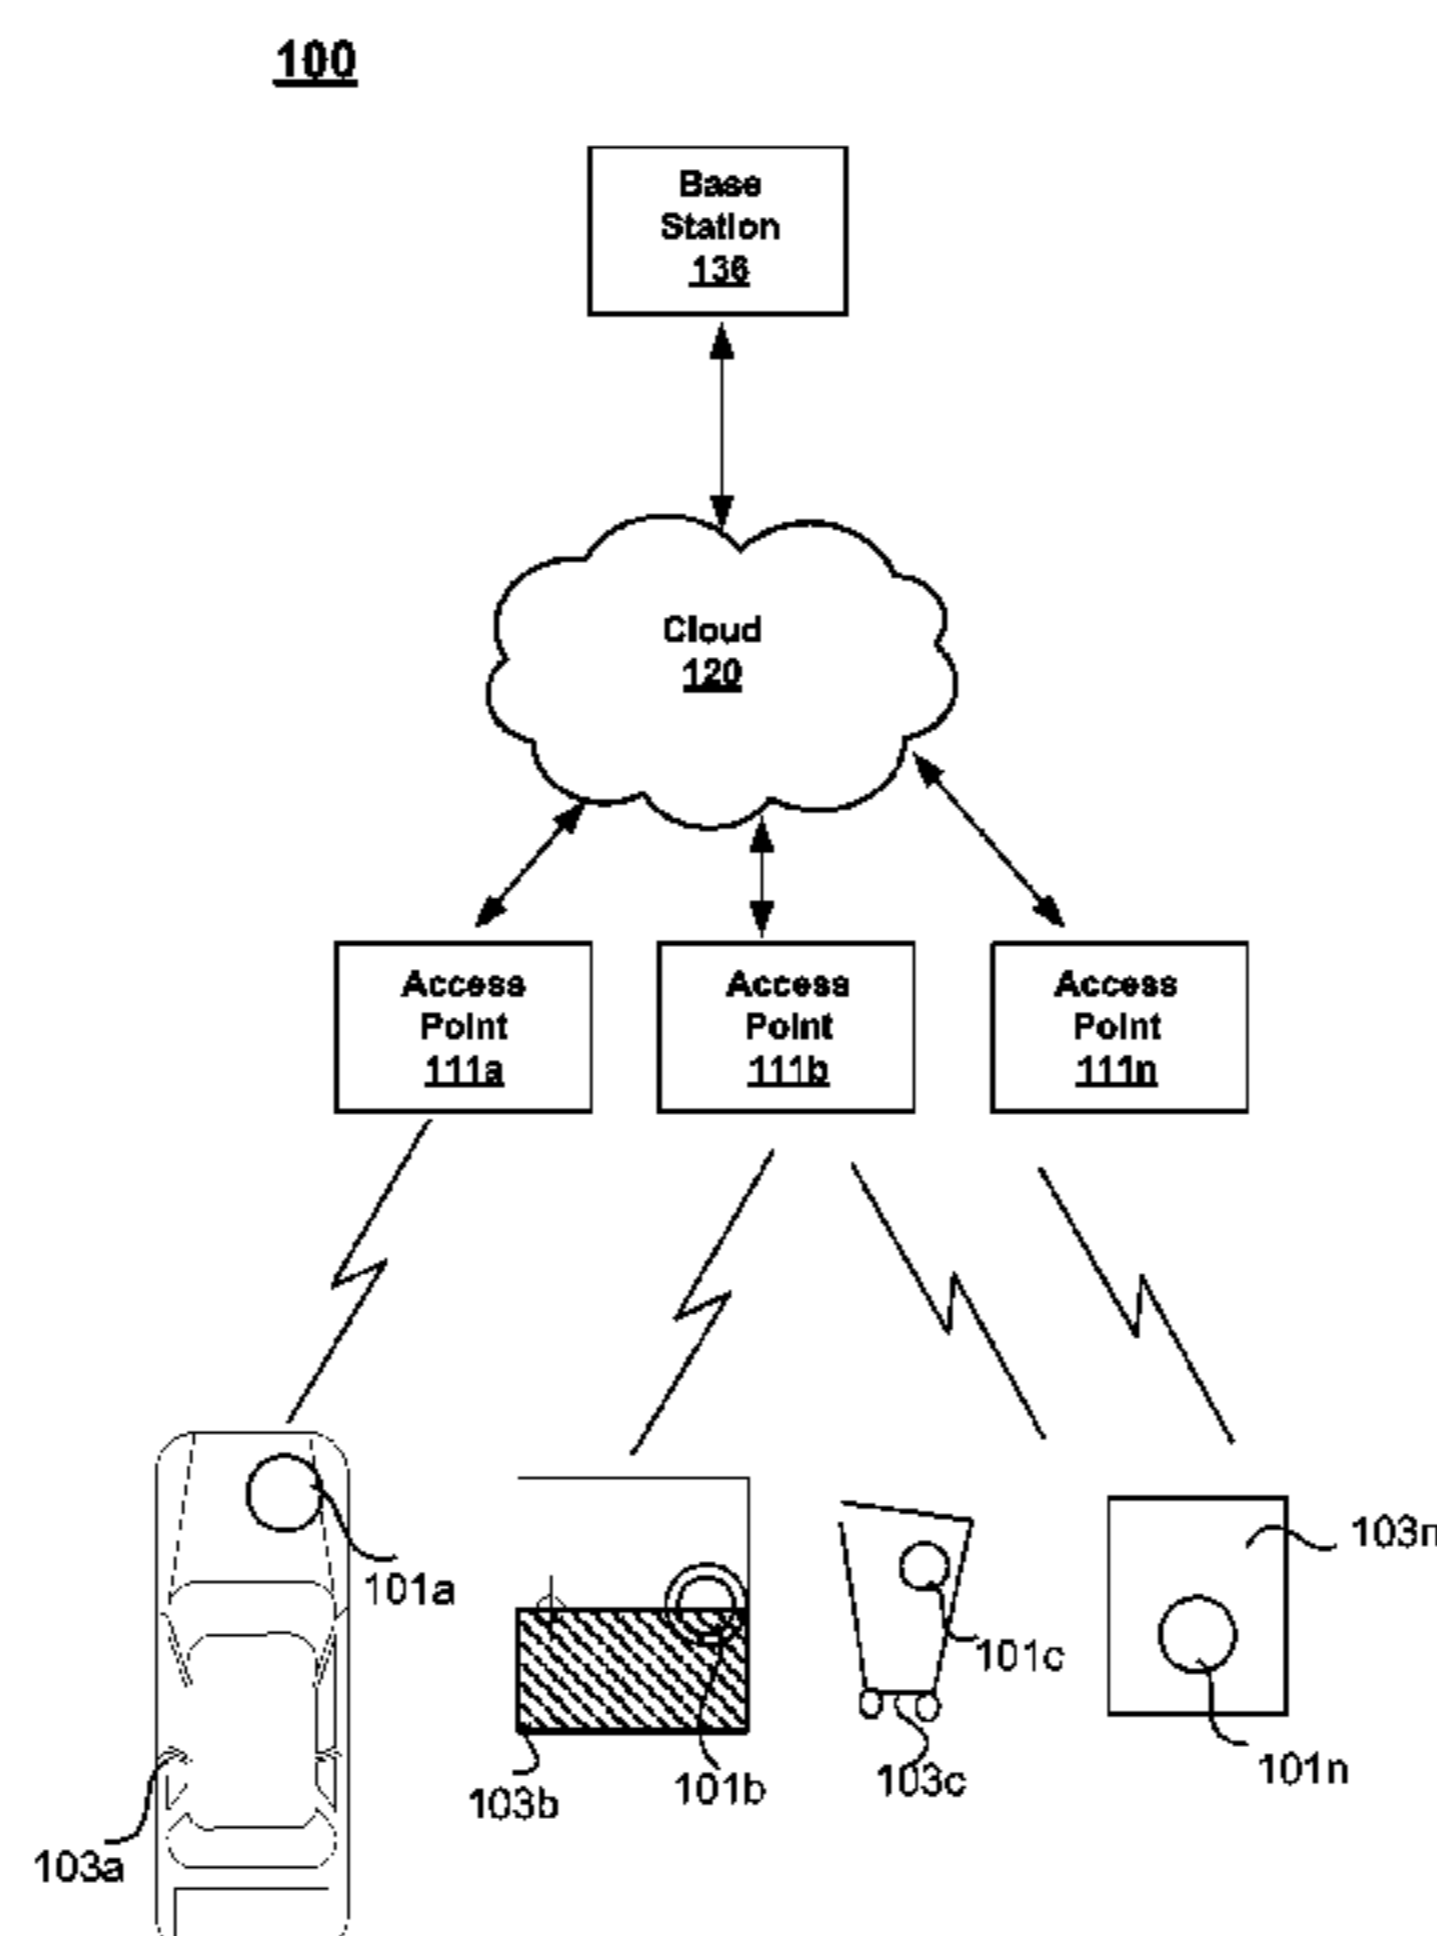 100
Base
Station
136
Cloud
120
Access
Point
111a
Access
Point
111b
Access
Point
111n
103n
101a
101c
101n
103b
101b
103c
103a